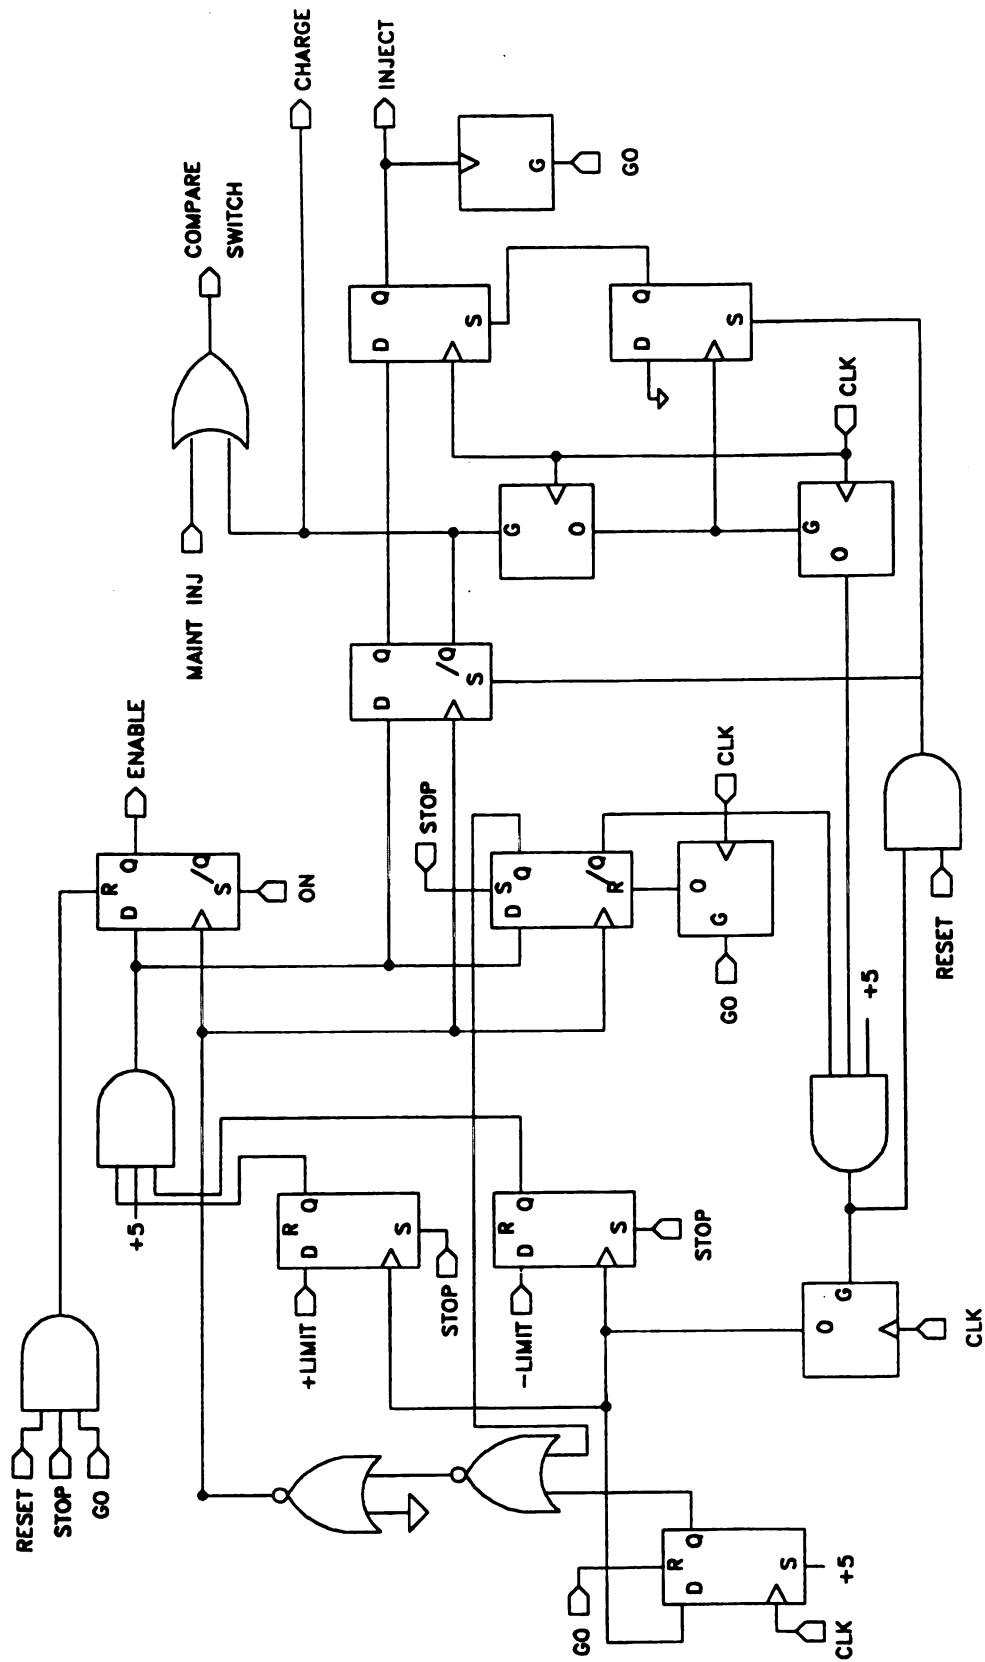 RESET
STOP
GO
+5
R
D
Q
/Q
S
ENABLE
ON
MAINT INJ
COMPARE
SWITCH
CHARGE
INJECT
+LIMIT
R
D
Q
S
STOP
-LIMIT
R
D
Q
S
STOP
STOP
S
D
Q
/Q
R
O
G
GO
CLK
D
Q
/Q
S
G
O
D
Q
S
G
GO
D
Q
S
CLK
G
O
GO
R
D
Q
S
+5
CLK
O
G
CLK
+5
RESET